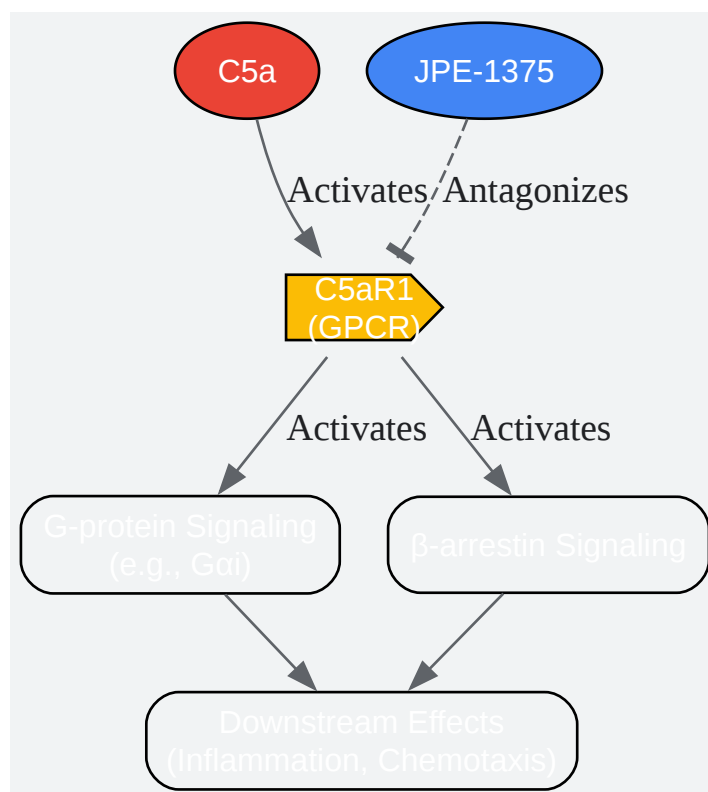 C5a
JPE-1375
Activates
Antagonizes
C5aR1
(GPCR)
Activates
Activates
G-protein Signaling
(e.g., Gαi)
β-arrestin Signaling
Downstream Effects
(Inflammation, Chemotaxis)